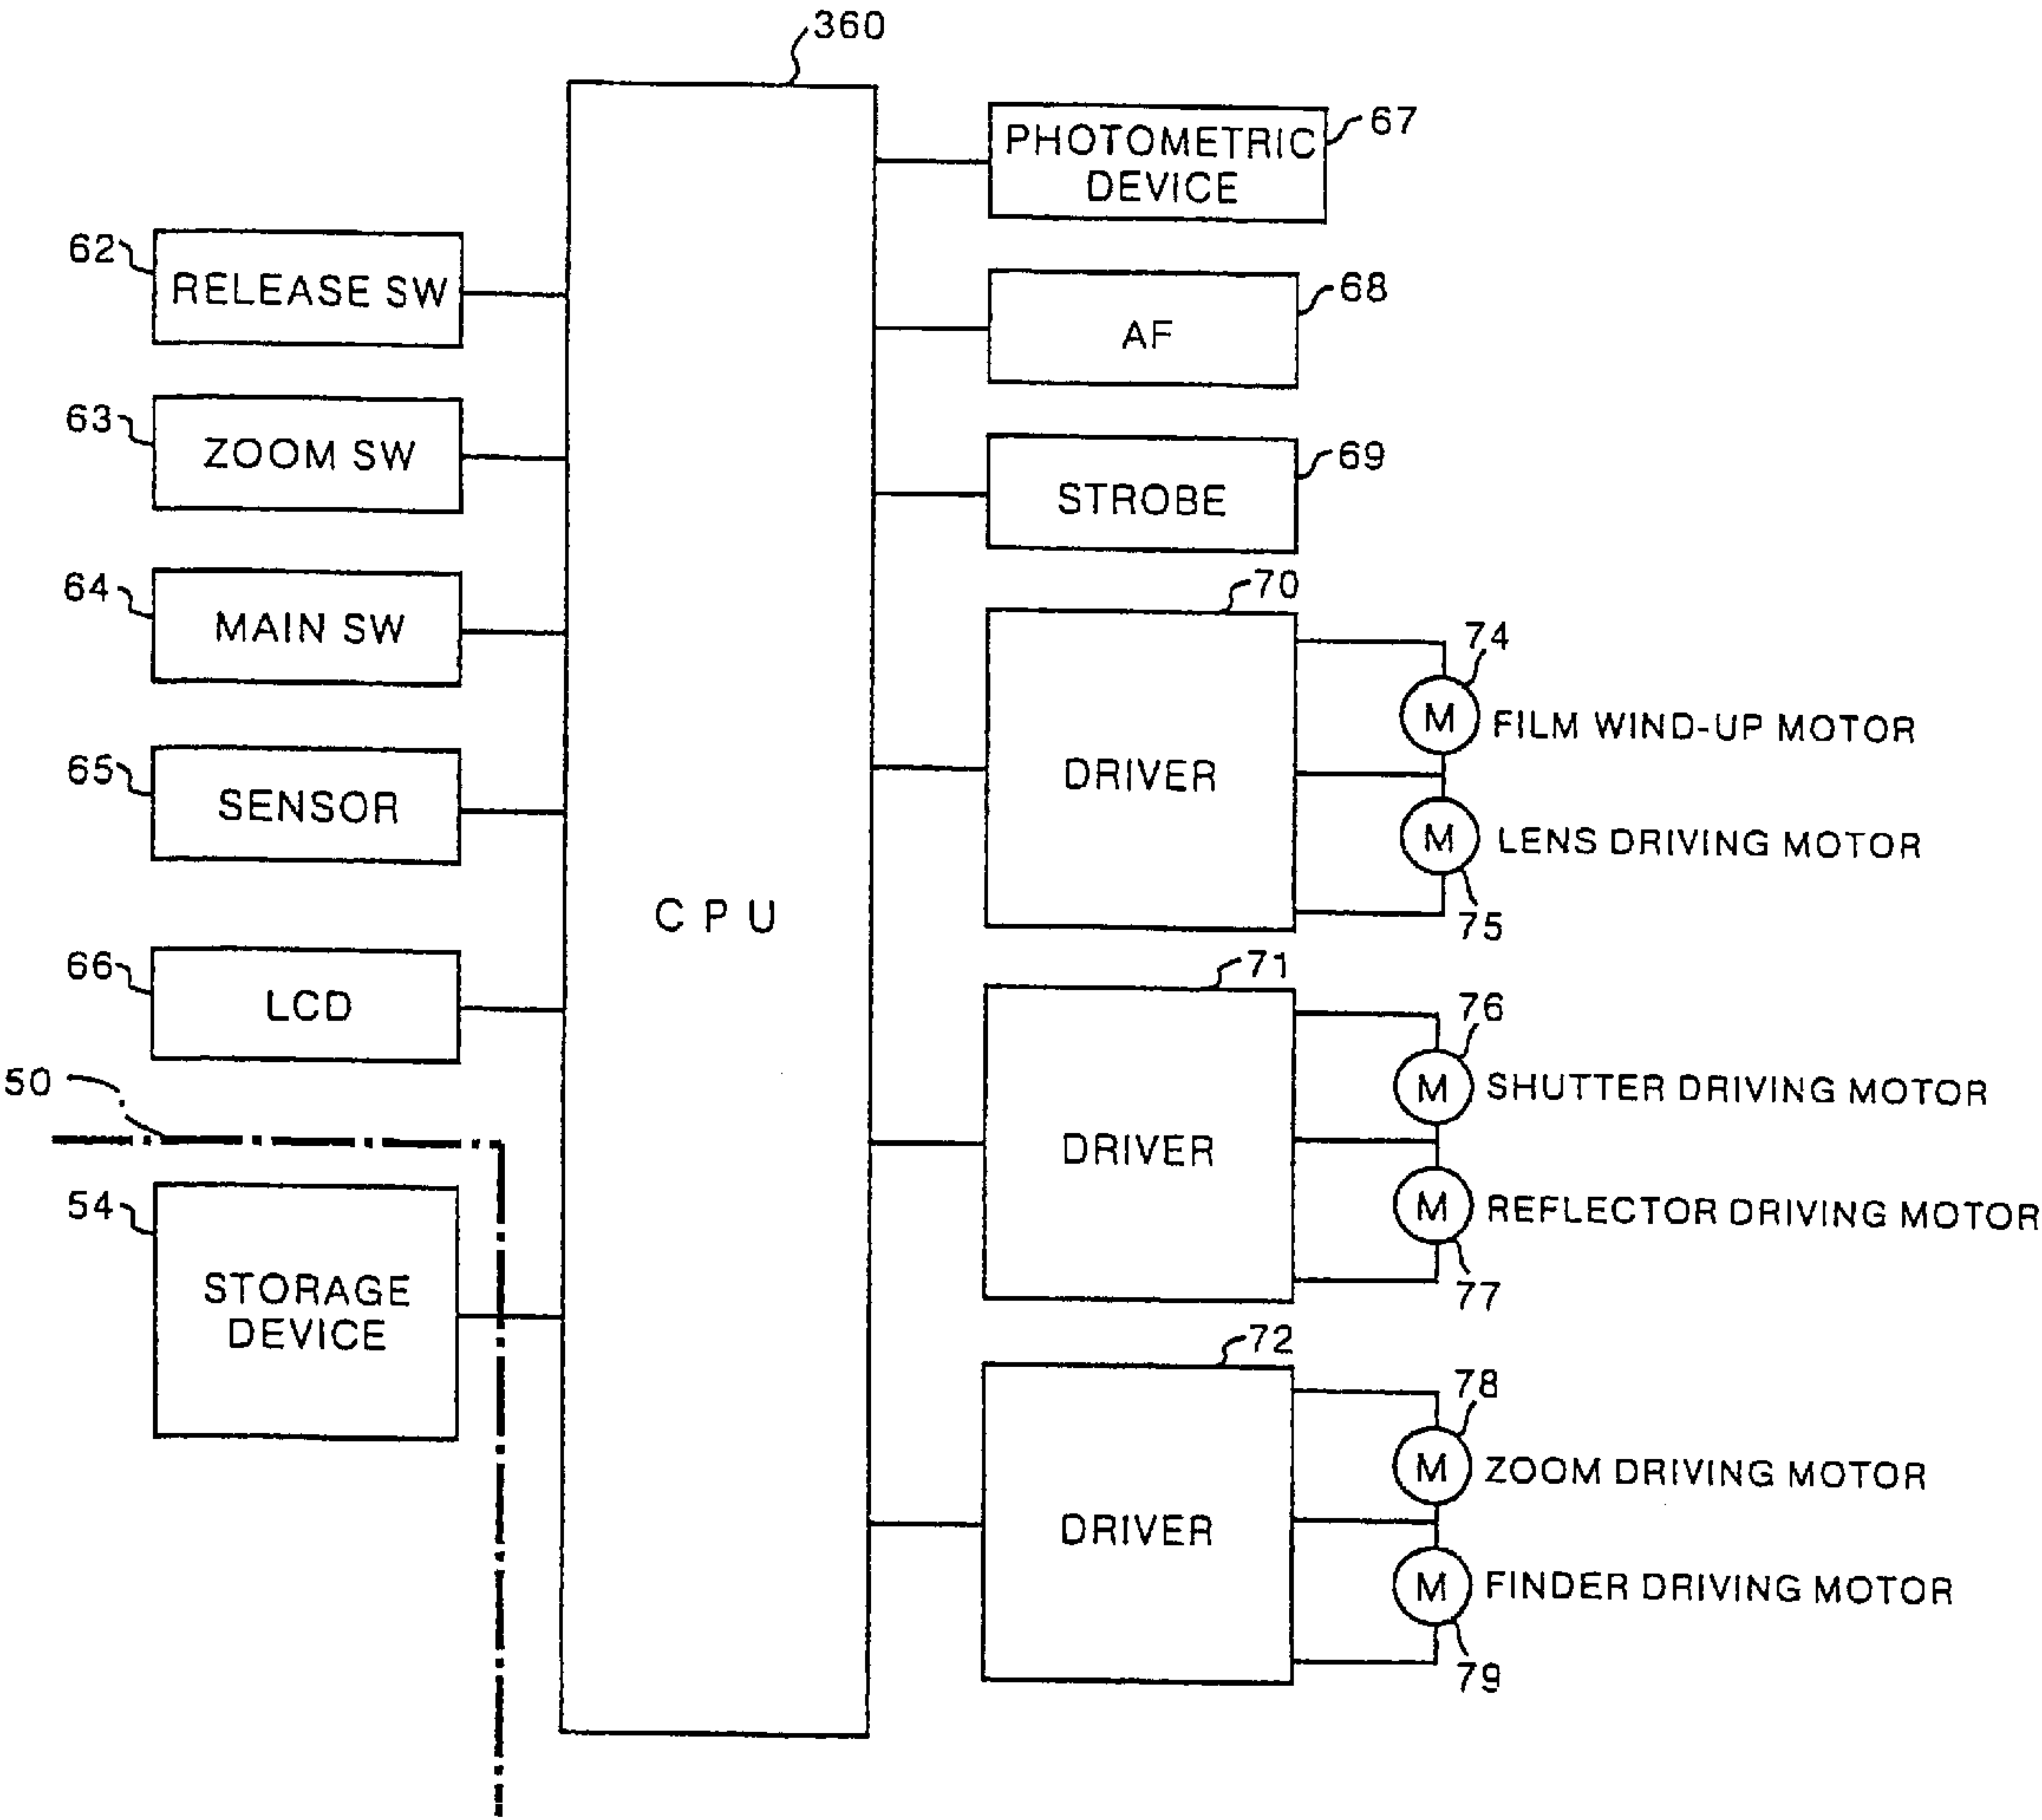 360
PHOTOMETRIC
DEVICE
67
62
RELEASE SW
AF
68
63
ZOOM SW
STROBE
69
64
MAIN SW
70
DRIVER
74
M
FILM WIND-UP MOTOR
M
LENS DRIVING MOTOR
75
65
SENSOR
CPU
66
LCD
71
DRIVER
76
M
SHUTTER DRIVING MOTOR
M
REFLECTOR DRIVING MOTOR
77
50
54
STORAGE
DEVICE
72
DRIVER
78
M
ZOOM DRIVING MOTOR
M
FINDER DRIVING MOTOR
79